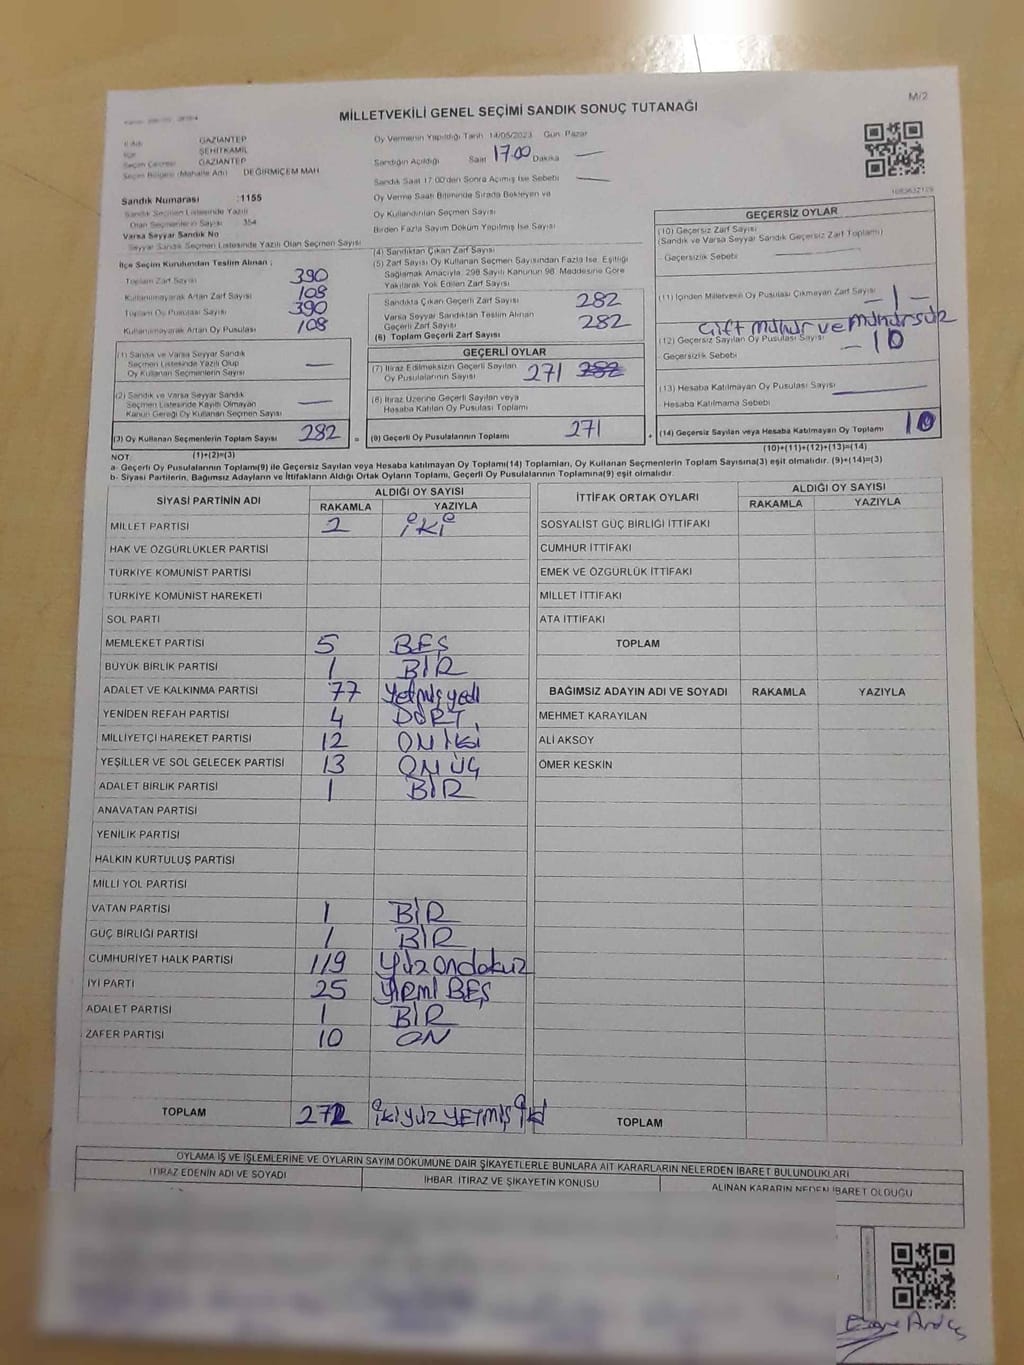 M/2
MİLLETVEKİLİ GENEL SEÇİMİ SANDIK SONUÇ TUTANAĞI
İli GAZİANTEP
İlçe ŞEHİTKAMİL
Seçim Çevresi GAZİANTEP
Seçim Bölgesi (Mahalle Adı) DEĞİRMİÇEM MAH
Sandık Numarası :1155
Sandık Seçmen Listesinde Yazılı
Olan Seçmenlerin Sayısı 354
Varsa Seyyar Sandık No
Seyyar Sandık Seçmen Listesinde Yazılı Olan Seçmen Sayısı
Oy Vermenin Yapıldığı Tarih 14/05/2023 Gün Pazar
Sandığın Açıldığı Saat 17.00 Dakika —
Sandık Saat 17.00'den Sonra Açılmış İse Sebebi —
Oy Verme Saati Bitiminde Sırada Bekleyen ve
Oy Kullandırılan Seçmen Sayısı
Birden Fazla Sayım Döküm Yapılmış İse Sayısı
1683632129
İlçe Seçim Kurulundan Teslim Alınan ;
Toplam Zarf Sayısı 390
Kullanılmayarak Artan Zarf Sayısı 108
Toplam Oy Pusulası Sayısı 390
Kullanılmayarak Artan Oy Pusulası 108
(4) Sandıktan Çıkan Zarf Sayısı
(5) Zarf Sayısı Oy Kullanan Seçmen Sayısından Fazla İse, Eşitliği
Sağlamak Amacıyla, 298 Sayılı Kanunun 98. Maddesine Göre
Yakılarak Yok Edilen Zarf Sayısı
Sandıkta Çıkan Geçerli Zarf Sayısı 282
Varsa Seyyar Sandıktan Teslim Alınan
Geçerli Zarf Sayısı 282
(6) Toplam Geçerli Zarf Sayısı
GEÇERSİZ OYLAR
(10) Geçersiz Zarf Sayısı
(Sandık ve Varsa Seyyar Sandık Geçersiz Zarf Toplamı)
Geçersizlik Sebebi —
(11) İçinden Milletvekili Oy Pusulası Çıkmayan Zarf Sayısı – 1 –
Çift mühür ve mühürsüz
(12) Geçersiz Sayılan Oy Pusulası Sayısı – 10
Geçersizlik Sebebi
(13) Hesaba Katılmayan Oy Pusulası Sayısı —
Hesaba Katılmama Sebebi
(14) Geçersiz Sayılan veya Hesaba Katılmayan Oy Toplamı 10
(10)+(11)+(12)+(13)=(14)
(1) Sandık ve Varsa Seyyar Sandık
Seçmen Listesinde Yazılı Olup
Oy Kullanan Seçmenlerin Sayısı —
(2) Sandık ve Varsa Seyyar Sandık
Seçmen Listesinde Kayıtlı Olmayan
Kanun Gereği Oy Kullanan Seçmen Sayısı —
(3) Oy Kullanan Seçmenlerin Toplam Sayısı 282 =
(1)+(2)=(3)
GEÇERLİ OYLAR
(7) İtiraz Edilmeksizin Geçerli Sayılan
Oy Pusulalarının Sayısı 271 282
(8) İtiraz Üzerine Geçerli Sayılan veya
Hesaba Katılan Oy Pusulası Toplamı
(9) Geçerli Oy Pusulalarının Toplamı 271 +
NOT
a- Geçerli Oy Pusulalarının Toplamı(9) ile Geçersiz Sayılan veya Hesaba katılmayan Oy Toplamı(14) Toplamları, Oy Kullanan Seçmenlerin Toplam Sayısına(3) eşit olmalıdır. (9)+(14)=(3)
b- Siyasi Partilerin, Bağımsız Adayların ve İttifakların Aldığı Ortak Oyların Toplamı, Geçerli Oy Pusulalarının Toplamına(9) eşit olmalıdır
SİYASİ PARTİNİN ADI ALDIĞI OY SAYISI
RAKAMLA YAZIYLA
MİLLET PARTİSİ 2 İKİ
HAK VE ÖZGÜRLÜKLER PARTİSİ
TÜRKİYE KOMÜNİST PARTİSİ
TÜRKİYE KOMÜNİST HAREKETİ
SOL PARTİ
MEMLEKET PARTİSİ 5 BEŞ
BÜYÜK BİRLİK PARTİSİ 1 BİR
ADALET VE KALKINMA PARTİSİ 77 Yetmişyedi
YENİDEN REFAH PARTİSİ 4 DÖRT
MİLLİYETÇİ HAREKET PARTİSİ 12 ON İKİ
YEŞİLLER VE SOL GELECEK PARTİSİ 13 ON ÜÇ
ADALET BİRLİK PARTİSİ 1 BİR
ANAVATAN PARTİSİ
YENİLİK PARTİSİ
HALKIN KURTULUŞ PARTİSİ
MİLLİ YOL PARTİSİ
VATAN PARTİSİ 1 BİR
GÜÇ BİRLİĞİ PARTİSİ 1 BİR
CUMHURİYET HALK PARTİSİ 119 Yüzondokuz
İYİ PARTİ 25 YİRMİ BEŞ
ADALET PARTİSİ 1 BİR
ZAFER PARTİSİ 10 ON
TOPLAM 272 İKİYÜZ YETMİŞ İKİ
İTTİFAK ORTAK OYLARI ALDIĞI OY SAYISI
RAKAMLA YAZIYLA
SOSYALİST GÜÇ BİRLİĞİ İTTİFAKI
CUMHUR İTTİFAKI
EMEK VE ÖZGÜRLÜK İTTİFAKI
MİLLET İTTİFAKI
ATA İTTİFAKI
TOPLAM
BAĞIMSIZ ADAYIN ADI VE SOYADI RAKAMLA YAZIYLA
MEHMET KARAYILAN
ALİ AKSOY
ÖMER KESKİN
TOPLAM
OYLAMA İŞ VE İŞLEMLERİNE VE OYLARIN SAYIM DÖKÜMÜNE DAİR ŞİKAYETLERLE BUNLARA AİT KARARLARIN NELERDEN İBARET BULUNDUKLARI
İTİRAZ EDENİN ADI VE SOYADI İHBAR, İTİRAZ VE ŞİKAYETİN KONUSU ALINAN KARARIN NEDEN İBARET OLDUĞU